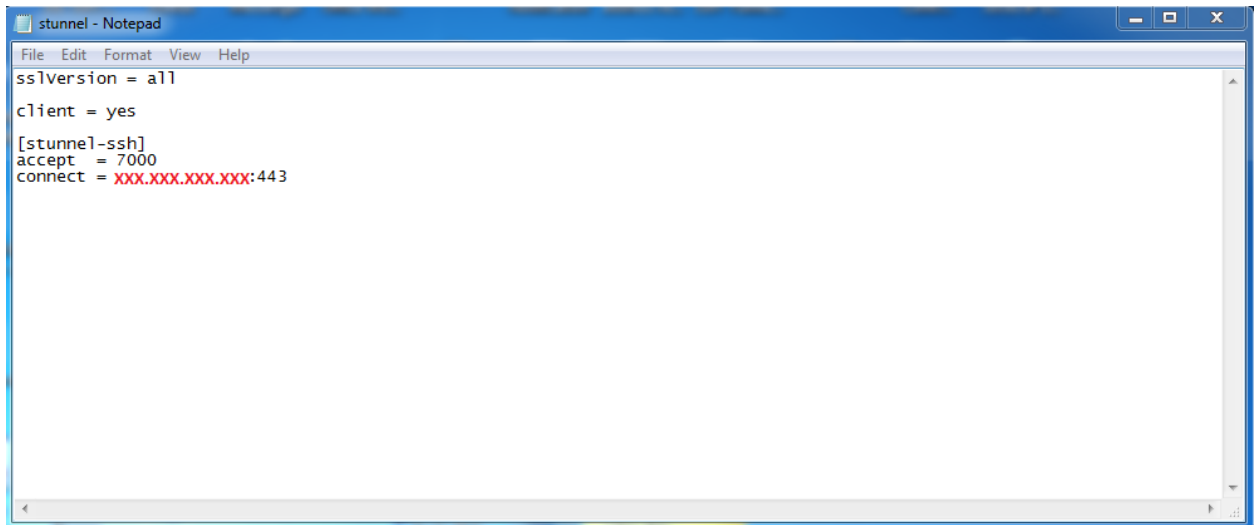 stunnel - Notepad
File Edit Format View Help
sslVersion = all
client = yes
[stunnel-ssh]
accept  = 7000
connect = xxx.xxx.xxx.xxx:443